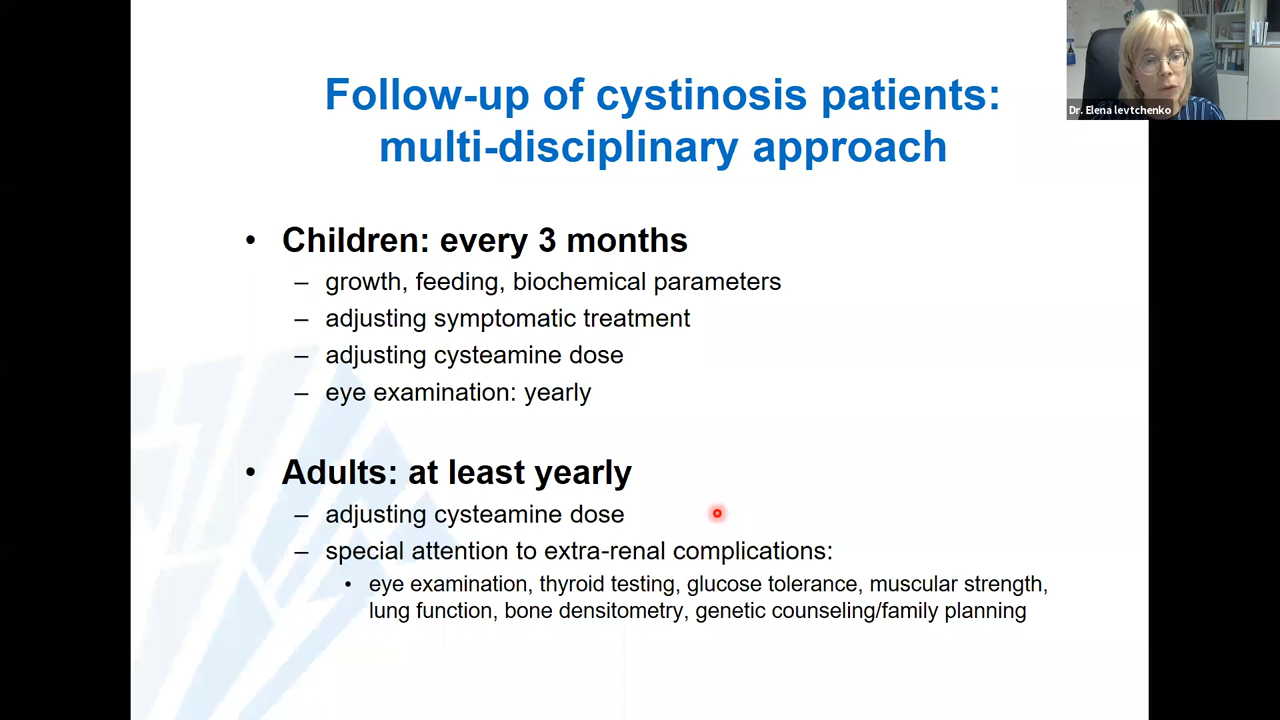 Follow-up of cystinosis patients:
multi-disciplinary approach
Dr. Elena levtchenko
• Children: every 3 months
– growth, feeding, biochemical parameters
– adjusting symptomatic treatment
– adjusting cysteamine dose
– eye examination: yearly
• Adults: at least yearly
– adjusting cysteamine dose
– special attention to extra-renal complications:
• eye examination, thyroid testing, glucose tolerance, muscular strength,
lung function, bone densitometry, genetic counseling/family planning